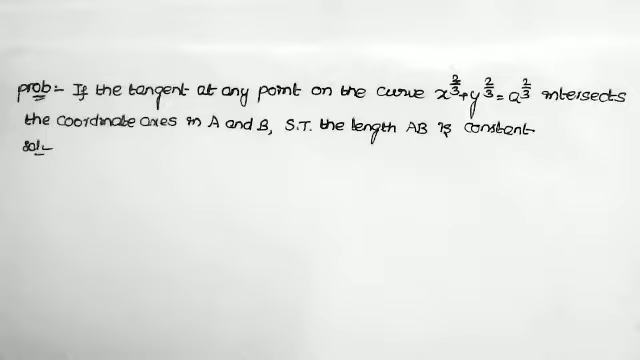 prob:- If the tangent at any point on the curve x^{2/3}+y^{2/3}=a^{2/3} intersects
the coordinate axes in A and B, S.T. the length AB is constant
Sol:-